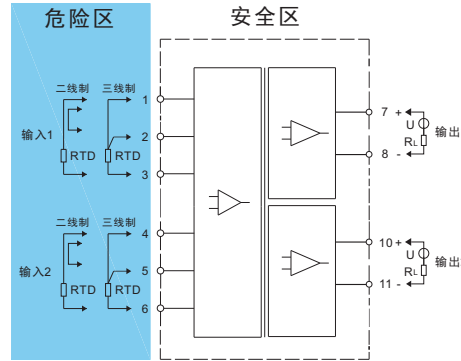 危险区 安全区
二线制 三线制
1
2
输入1
RTD RTD
3
7 +
U
RL
输出
8 -
二线制 三线制
4
5
输入2
RTD RTD
6
10 +
U
RL
输出
11 -